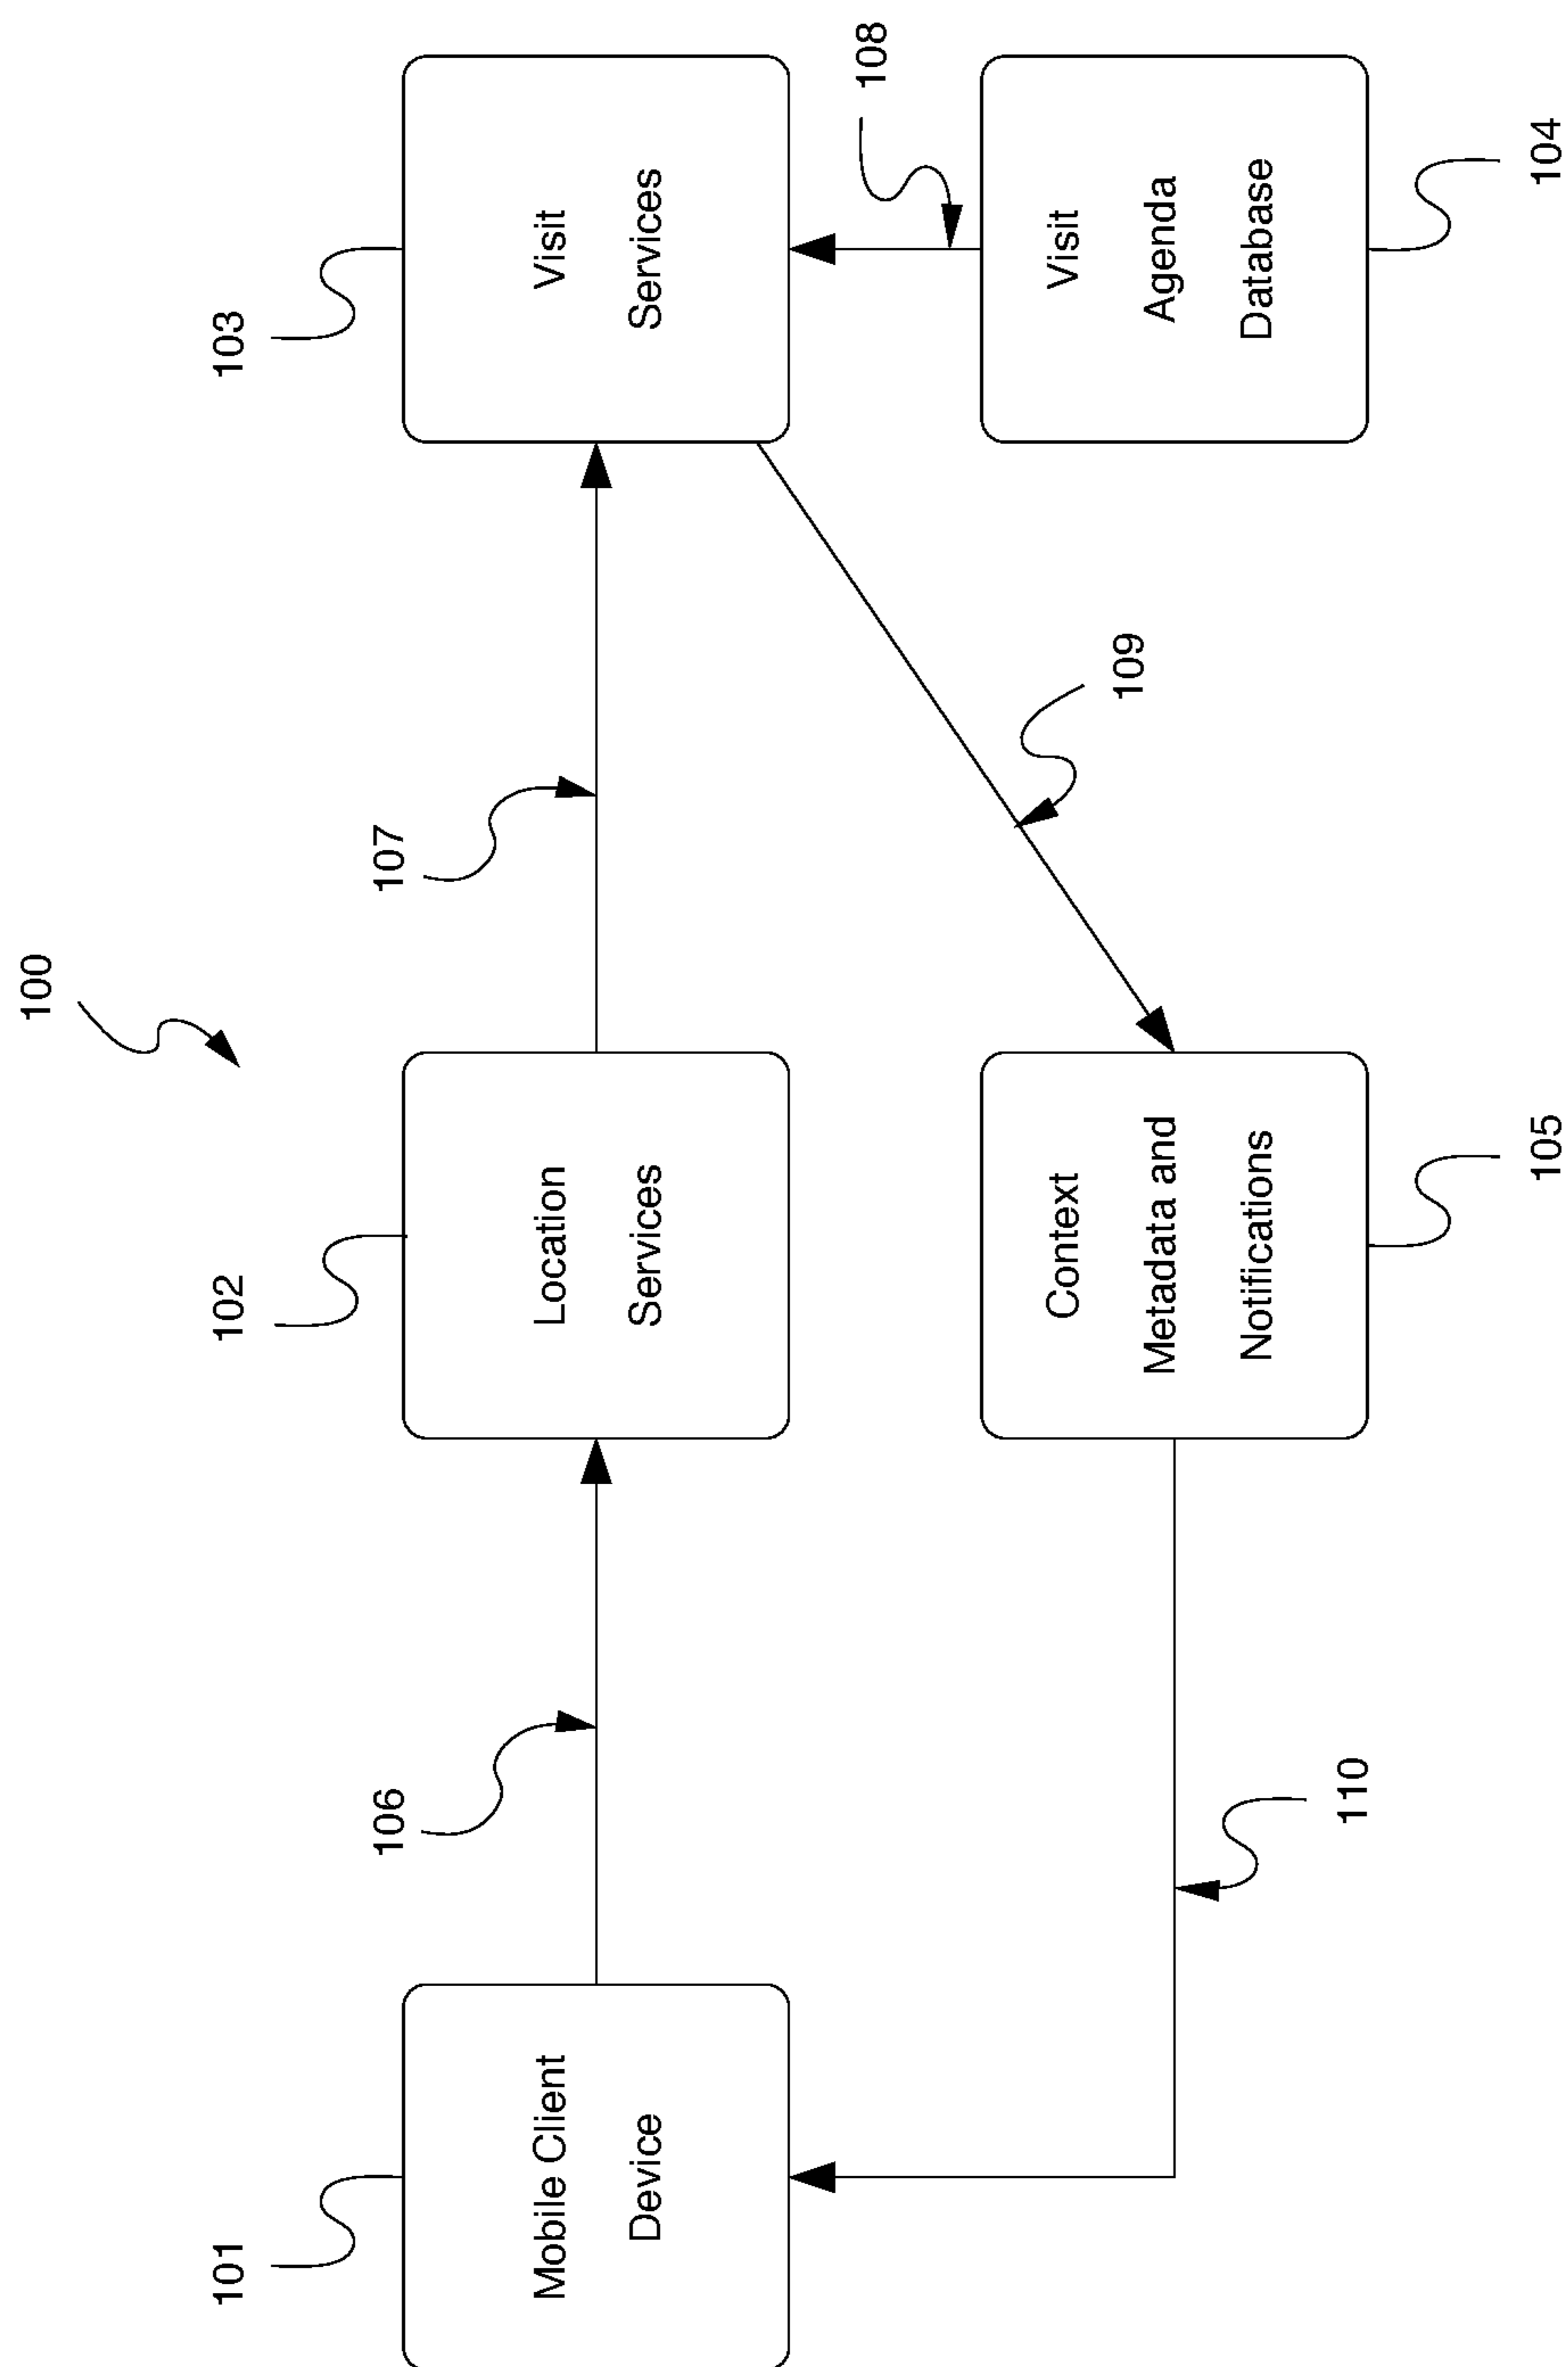 100
101
Mobile Client
Device
106
102
Location
Services
107
103
Visit
Services
110
105
Context
Metadata and
Notifications
109
108
104
Visit
Agenda
Database